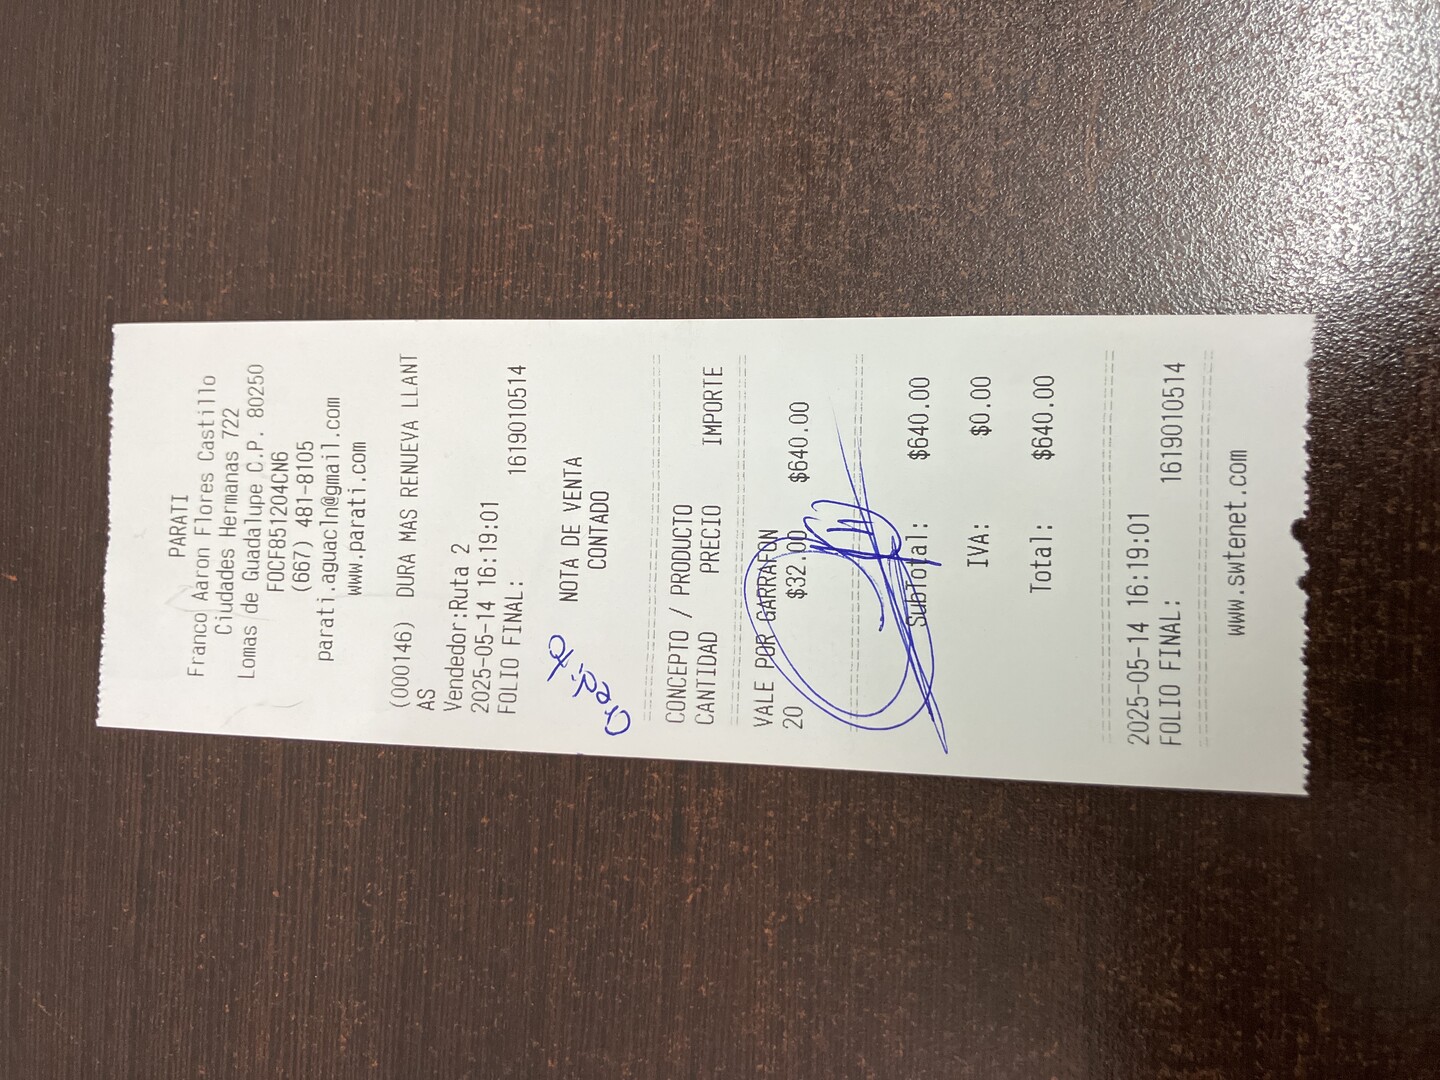 PARATI
Franco Aaron Flores Castillo
Ciudades Hermanas 722
Lomas de Guadalupe C.P. 80250
FOCF851204CN6
(667) 481-8105
parati.aguacln@gmail.com
www.parati.com
(000146) DURA MAS RENUEVA LLANT
AS
Vendedor:Ruta 2
2025-05-14 16:19:01
FOLIO FINAL: 1619010514
NOTA DE VENTA
CONTADO
Credito
CONCEPTO / PRODUCTO
CANTIDAD PRECIO IMPORTE
VALE POR GARRAFON
20 $32.00 $640.00
SubTotal: $640.00
IVA: $0.00
Total: $640.00
2025-05-14 16:19:01
FOLIO FINAL: 1619010514
www.swtenet.com